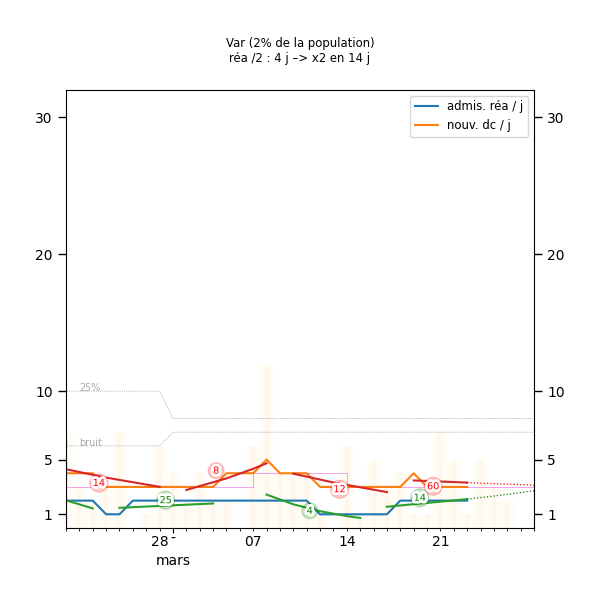 Var (2% de la population)
réa /2 : 4 j –> x2 en 14 j
admis. réa / j
nouv. dc / j
30 30
20 20
25%
10 10
bruit
5 5
8
14
12
60
25
14
4
1 1
28 07 14 21
mars